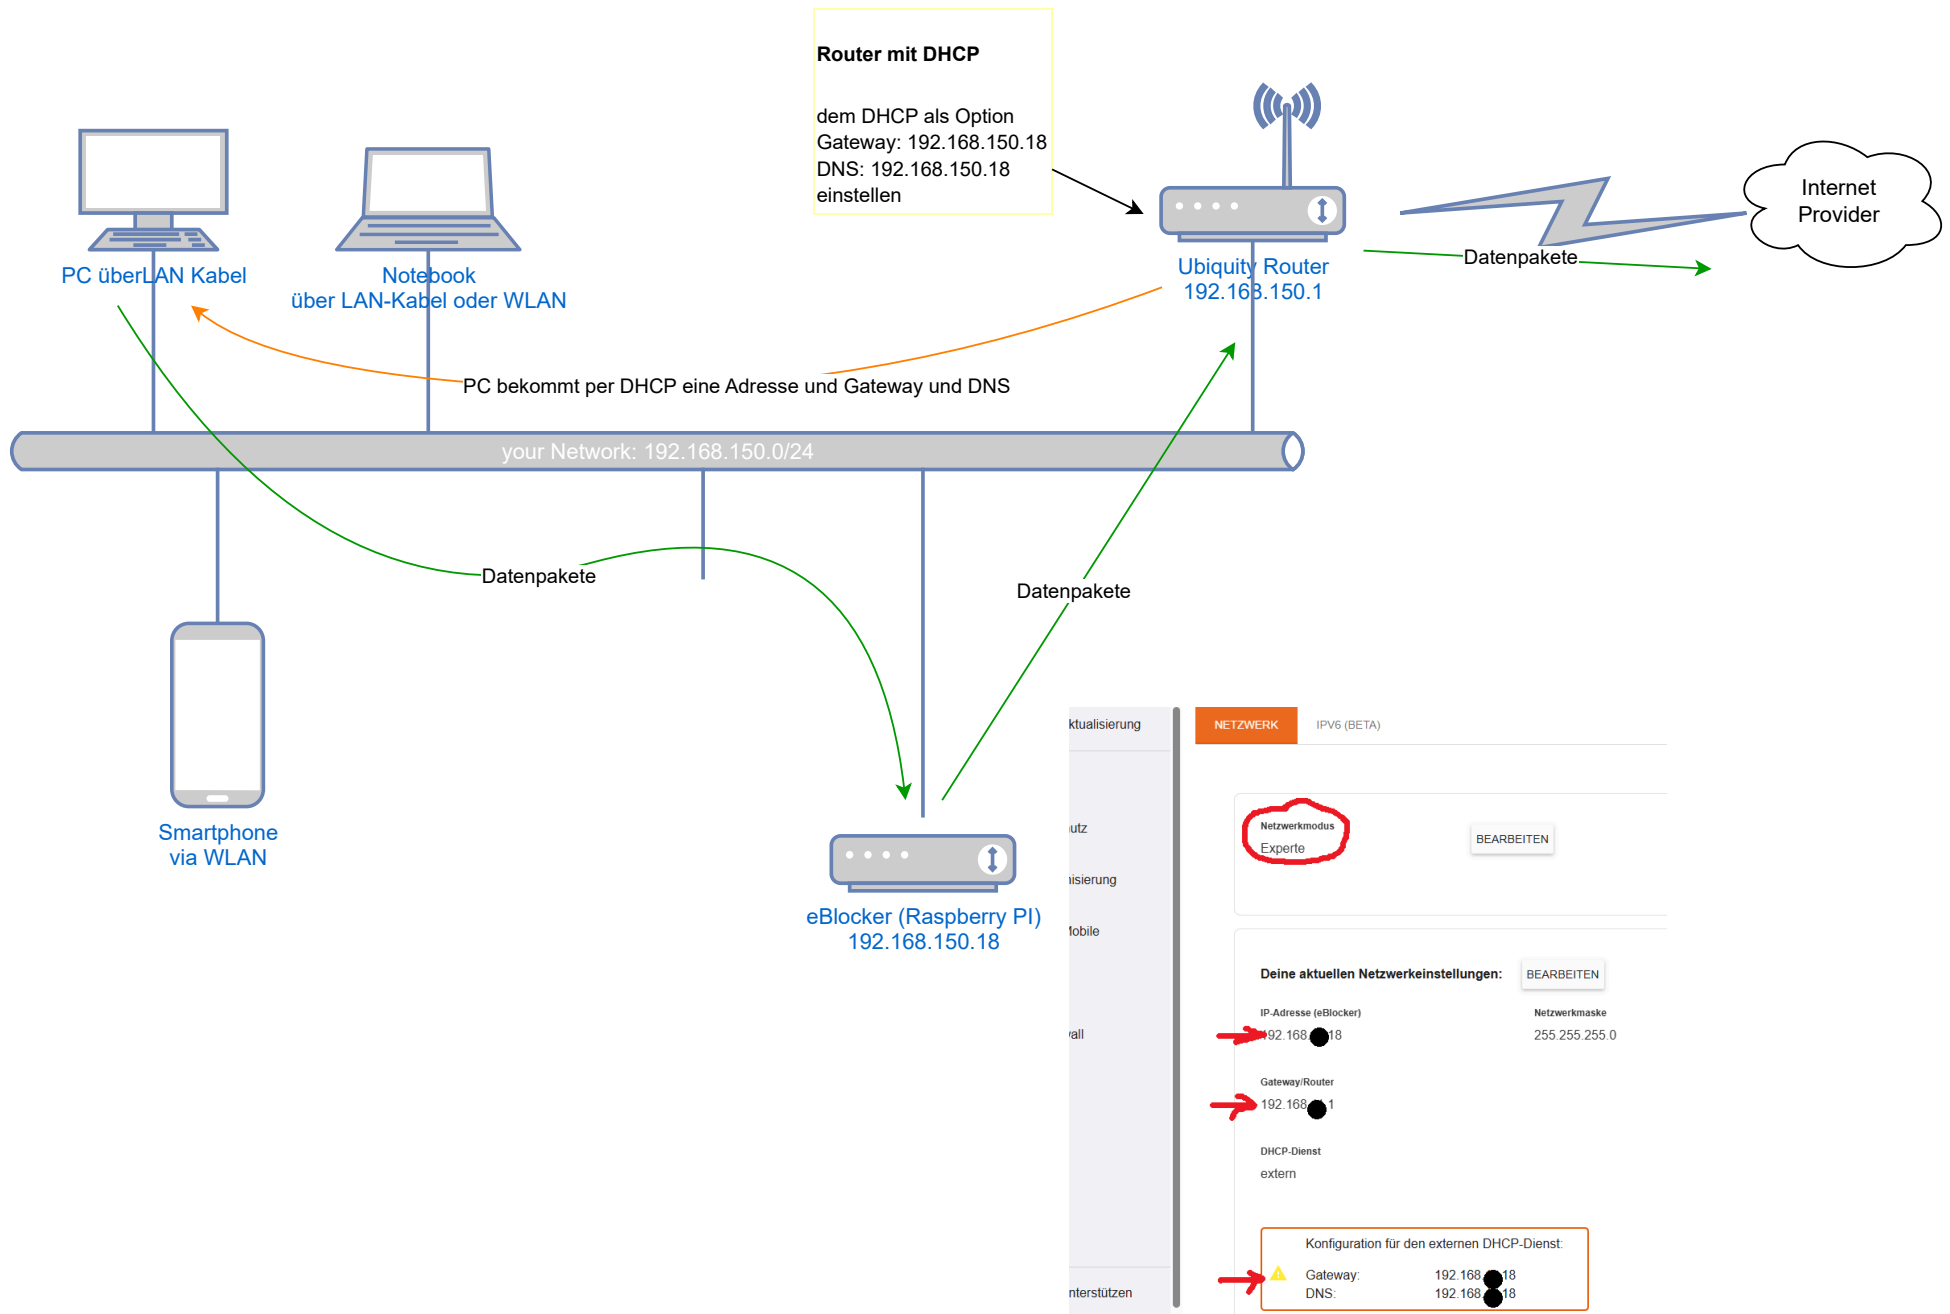 Router mit DHCP
dem DHCP als Option
Gateway: 192.168.150.18
DNS: 192.168.150.18
einstellen
Internet
Provider
Datenpakete
PC überLAN Kabel
Notebook
über LAN-Kabel oder WLAN
Ubiquity Router
192.168.150.1
PC bekommt per DHCP eine Adresse und Gateway und DNS
your Network: 192.168.150.0/24
Datenpakete
Datenpakete
Smartphone
via WLAN
eBlocker (Raspberry PI)
192.168.150.18
ktualisierung
NETZWERK
IPV6 (BETA)
utz
Netzwerkmodus
Experte
BEARBEITEN
nisierung
Mobile
Deine aktuellen Netzwerkeinstellungen:
BEARBEITEN
IP-Adresse (eBlocker)
Netzwerkmaske
192.168. 18
255.255.255.0
vall
Gateway/Router
192.168. .1
DHCP-Dienst
extern
Konfiguration für den externen DHCP-Dienst:
Gateway: 192.168. 18
DNS: 192.168. 18
nterstützen